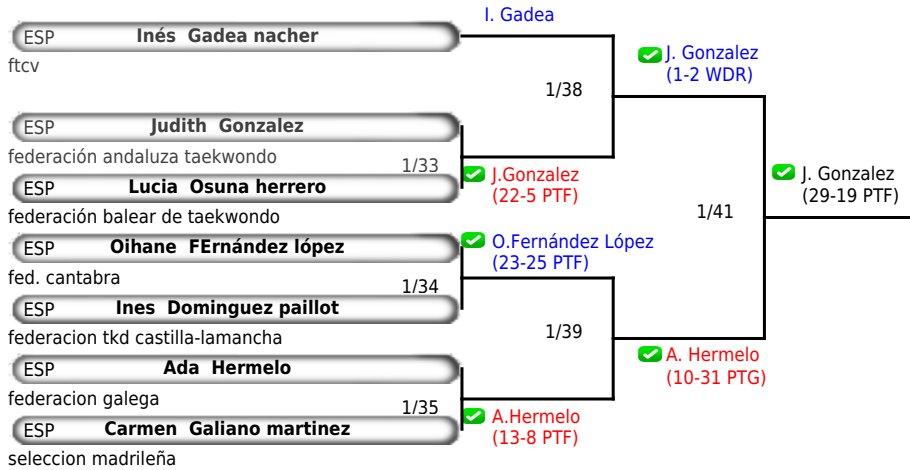 I. Gadea
ESP Inés Gadea nacher
ftcv
J. Gonzalez
(1-2 WDR)
1/38
ESP Judith Gonzalez
federación andaluza taekwondo
1/33
J.Gonzalez
(22-5 PTF)
ESP Lucia Osuna herrero
federación balear de taekwondo
J. Gonzalez
(29-19 PTF)
1/41
ESP Oihane FErnández lópez
fed. cantabra
O.Fernández López
(23-25 PTF)
1/34
ESP Ines Dominguez paillot
federacion tkd castilla-lamancha
1/39
A. Hermelo
(10-31 PTG)
ESP Ada Hermelo
federacion galega
1/35
A.Hermelo
(13-8 PTF)
ESP Carmen Galiano martinez
seleccion madrileña